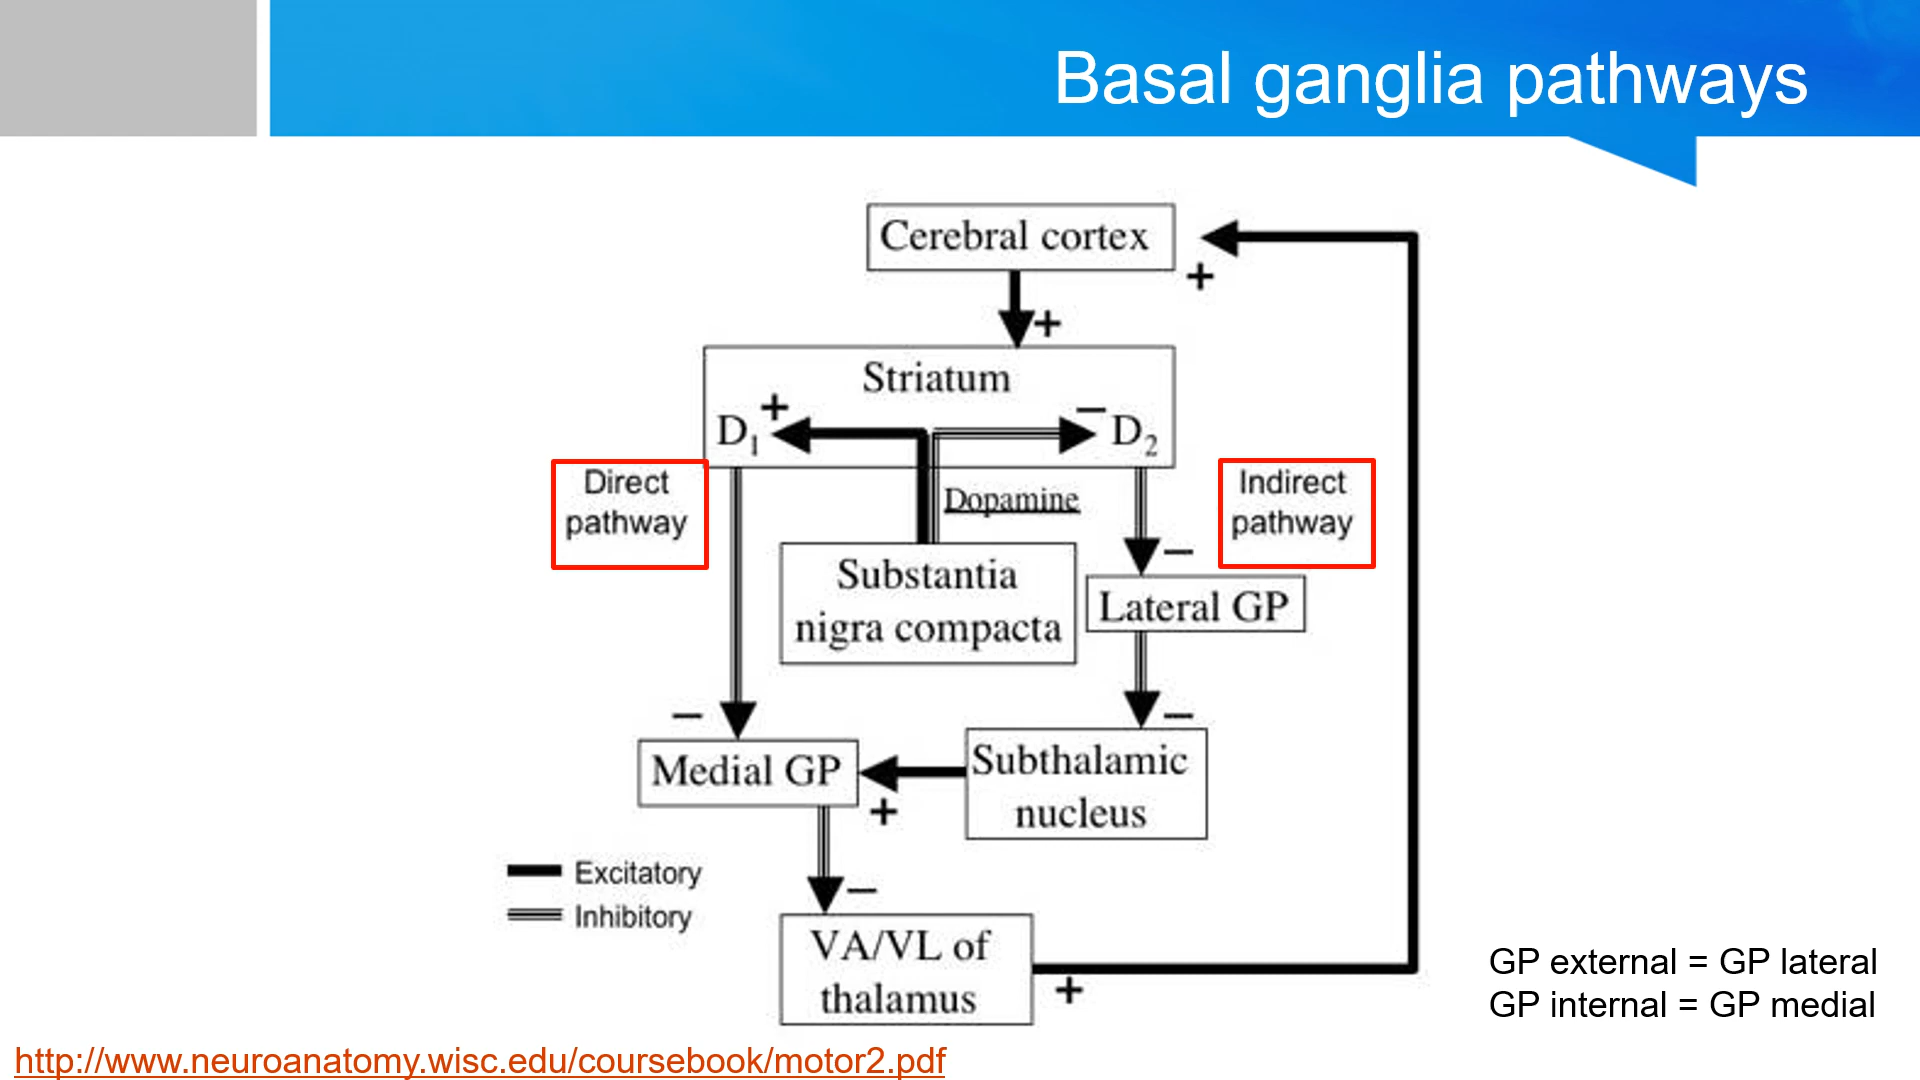 Basal ganglia pathways
Cerebral cortex
+
+
Striatum
+
−
D1
D2
Direct
pathway
Dopamine
Indirect
pathway
Substantia
nigra compacta
−
Lateral GP
−
−
Medial GP
+
Subthalamic
nucleus
Excitatory
Inhibitory
−
VA/VL of
thalamus
+
GP external = GP lateral
GP internal = GP medial
http://www.neuroanatomy.wisc.edu/coursebook/motor2.pdf